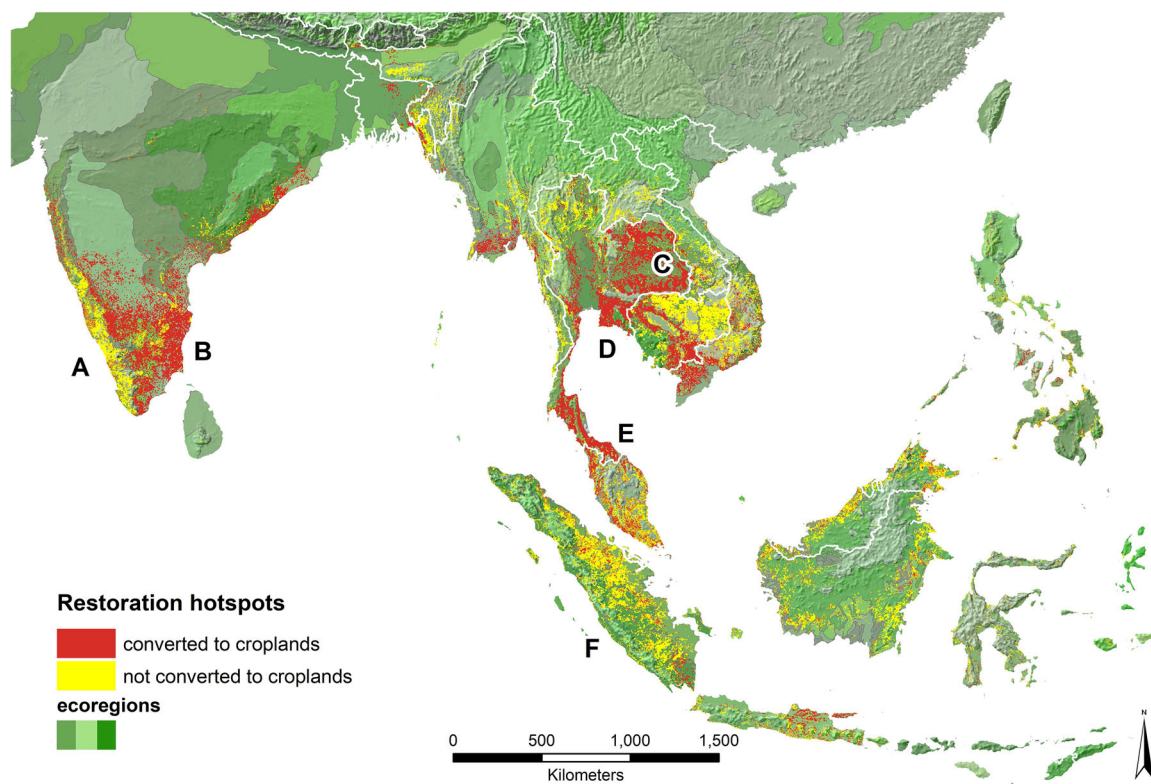 C
D
A
B
E
F
Restoration hotspots
converted to croplands
not converted to croplands
ecoregions
0 500 1,000 1,500
Kilometers
N